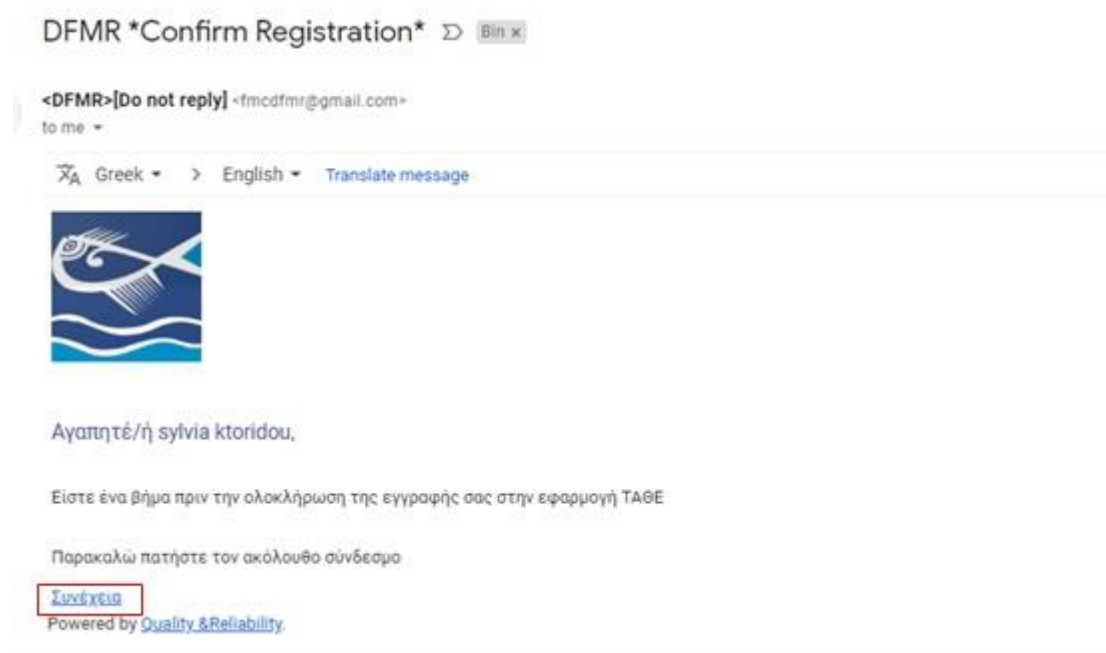 DFMR *Confirm Registration* Bin x
<DFMR>[Do not reply] <fmcdfmr@gmail.com>
to me
Greek > English Translate message
Αγαπητέ/ή sylvia ktoridou,
Είστε ένα βήμα πριν την ολοκλήρωση της εγγραφής σας στην εφαρμογή ΤΑΘΕ
Παρακαλώ πατήστε τον ακόλουθο σύνδεσμο
Συνέχεια
Powered by Quality &Reliability.